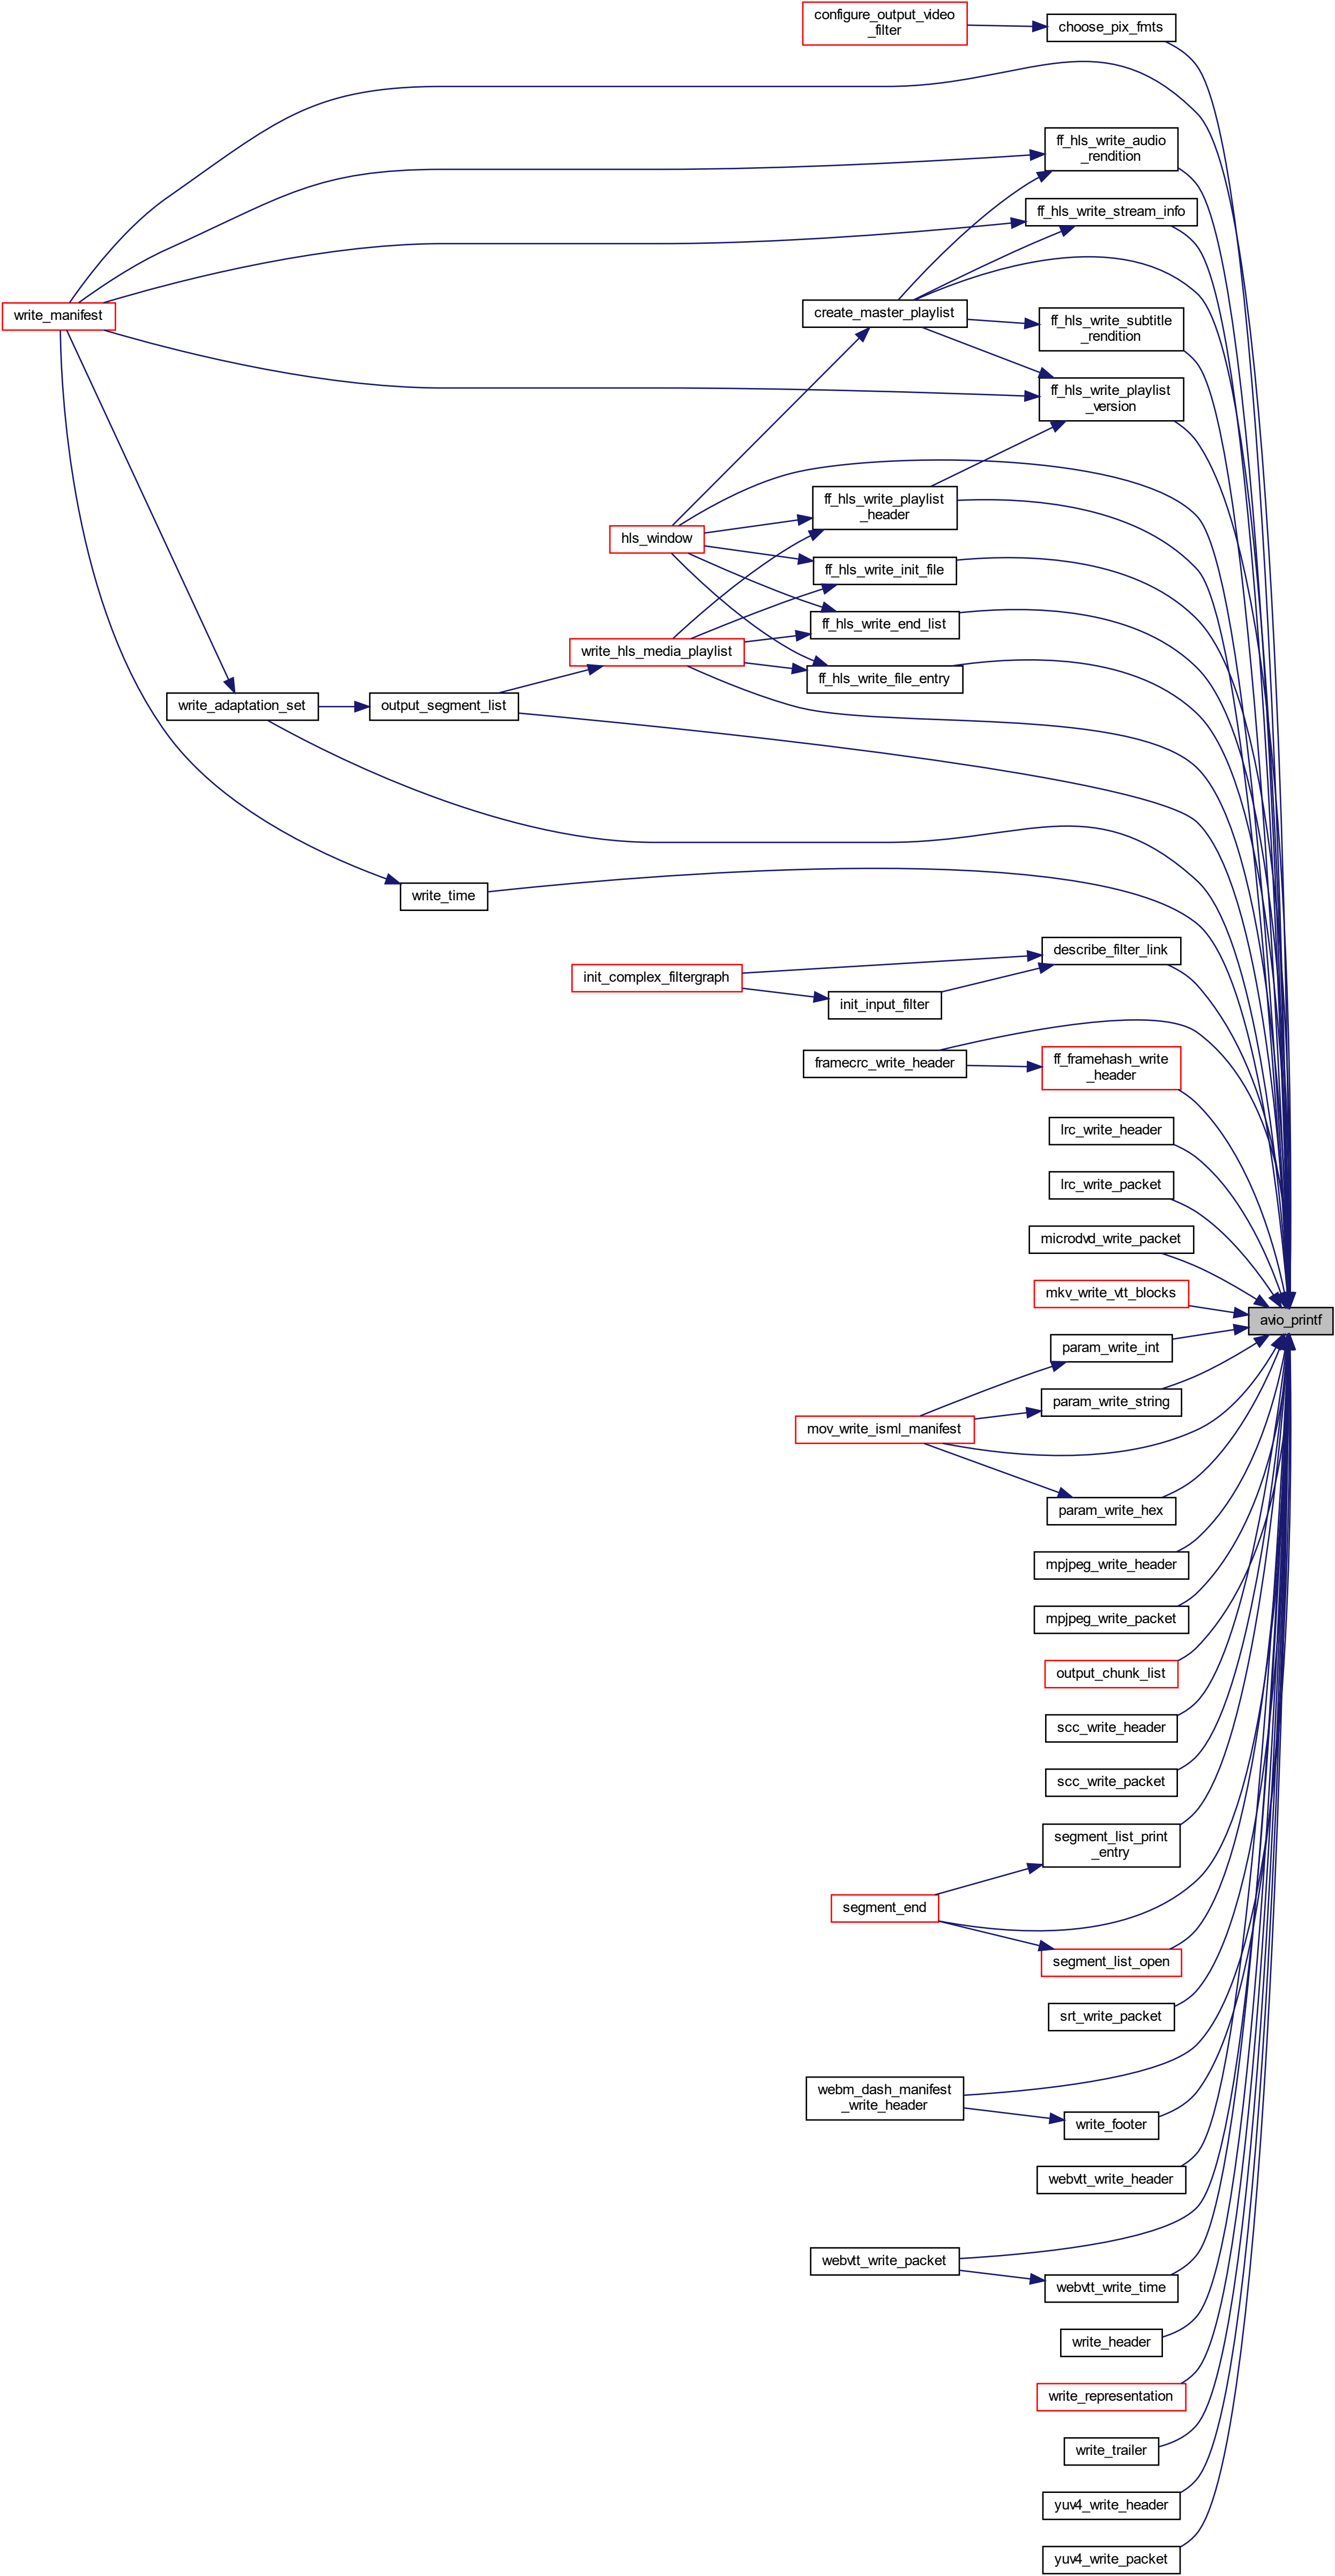 configure_output_video
_filter
choose_pix_fmts
ff_hls_write_audio
_rendition
ff_hls_write_stream_info
write_manifest
create_master_playlist
ff_hls_write_subtitle
_rendition
ff_hls_write_playlist
_version
ff_hls_write_playlist
_header
hls_window
ff_hls_write_init_file
ff_hls_write_end_list
write_hls_media_playlist
ff_hls_write_file_entry
write_adaptation_set
output_segment_list
write_time
describe_filter_link
init_complex_filtergraph
init_input_filter
framecrc_write_header
ff_framehash_write
_header
lrc_write_header
lrc_write_packet
microdvd_write_packet
mkv_write_vtt_blocks
avio_printf
param_write_int
param_write_string
mov_write_isml_manifest
param_write_hex
mpjpeg_write_header
mpjpeg_write_packet
output_chunk_list
scc_write_header
scc_write_packet
segment_list_print
_entry
segment_end
segment_list_open
srt_write_packet
webm_dash_manifest
_write_header
write_footer
webvtt_write_header
webvtt_write_packet
webvtt_write_time
write_header
write_representation
write_trailer
yuv4_write_header
yuv4_write_packet